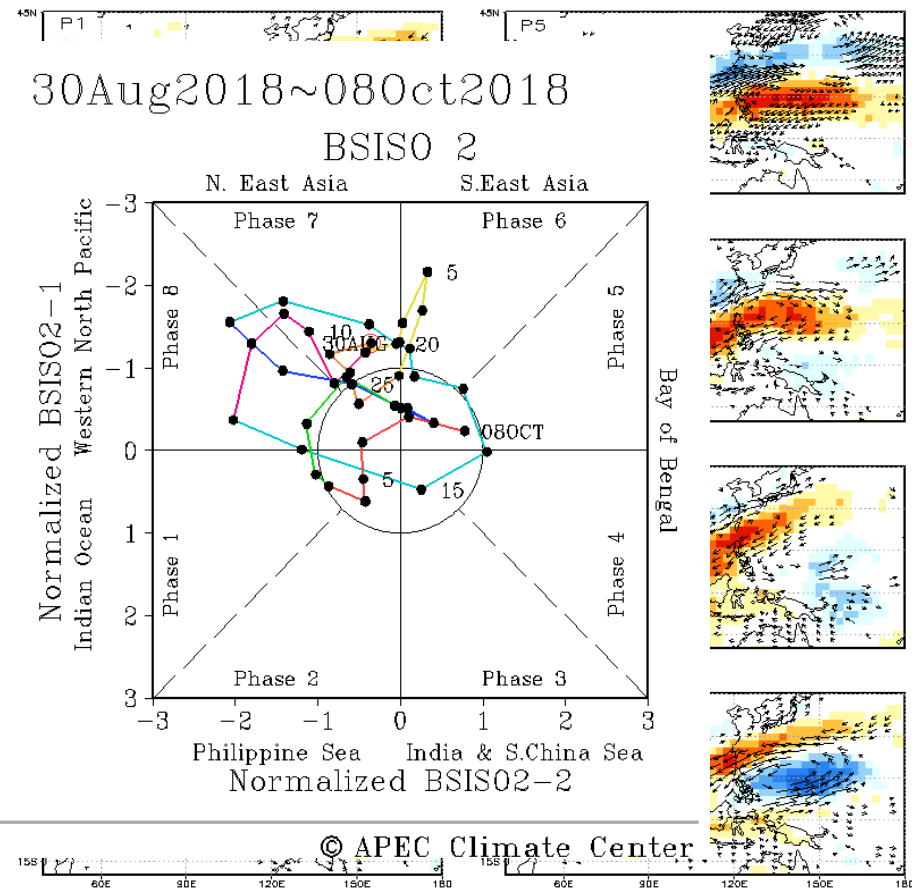 45N P1
45N P5
30Aug2018~08Oct2018
BSISO 2
N. East Asia S.East Asia
-3
Phase 7 Phase 6
-2
Phase 8 Phase 5
Normalized BSISO2-1
Western North Pacific
Indian Ocean
Bay of Bengal
5
10
30AUG 20
-1
25
08OCT
0
5
15
1
Phase 1 Phase 4
2
Phase 2 Phase 3
3
-3 -2 -1 0 1 2 3
Philippine Sea India & S.China Sea
Normalized BSISO2-2
120E 150E 180
© APEC Climate Center
15S 15S
60E 90E 120E 150E 180 60E 90E 120E 150E 180